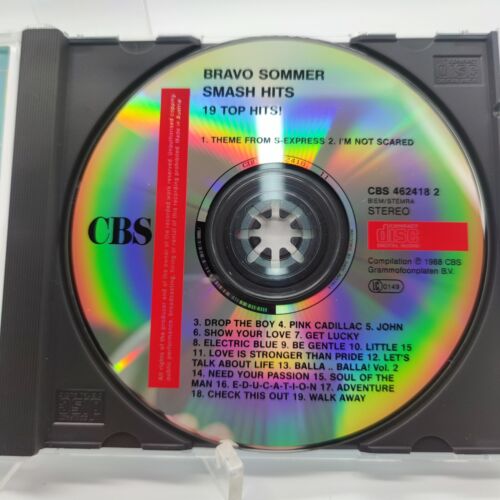 BRAVO SOMMER
SMASH HITS
19 TOP HITS!
1. THEME FROM S-EXPRESS 2. I'M NOT SCARED
CBS 462418 2
BIEM/STEMRA
STEREO
CBS
COMPACT
disc
DIGITAL AUDIO
Compilation ℗ 1988 CBS
Grammofoonplaten B.V.
LC 0149
3. DROP THE BOY 4. PINK CADILLAC 5. JOHN
6. SHOW YOUR LOVE 7. GET LUCKY
8. ELECTRIC BLUE 9. BE GENTLE 10. LITTLE 15
11. LOVE IS STRONGER THAN PRIDE 12. LET'S
TALK ABOUT LIFE 13. BALLA .. BALLA! Vol. 2
14. NEED YOUR PASSION 15. SOUL OF THE
MAN 16. E-D-U-C-A-T-I-O-N 17. ADVENTURE
18. CHECK THIS OUT 19. WALK AWAY